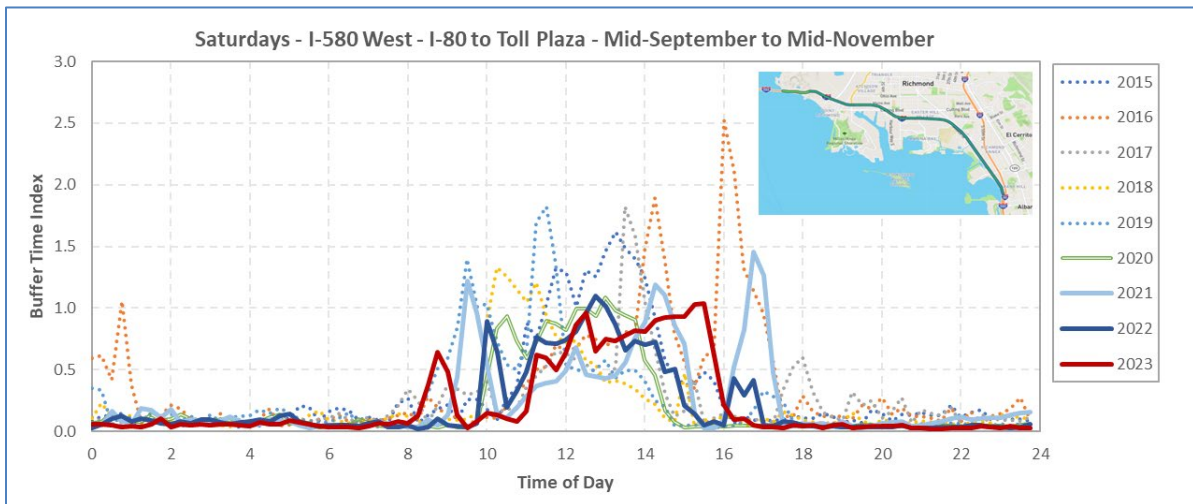 Saturdays - I-580 West - I-80 to Toll Plaza - Mid-September to Mid-November
3.0
2.5
2.0
1.5
1.0
0.5
0.0
Buffer Time Index
0 2 4 6 8 10 12 14 16 18 20 22 24
Time of Day
Richmond
El Cerrito
2015
2016
2017
2018
2019
2020
2021
2022
2023